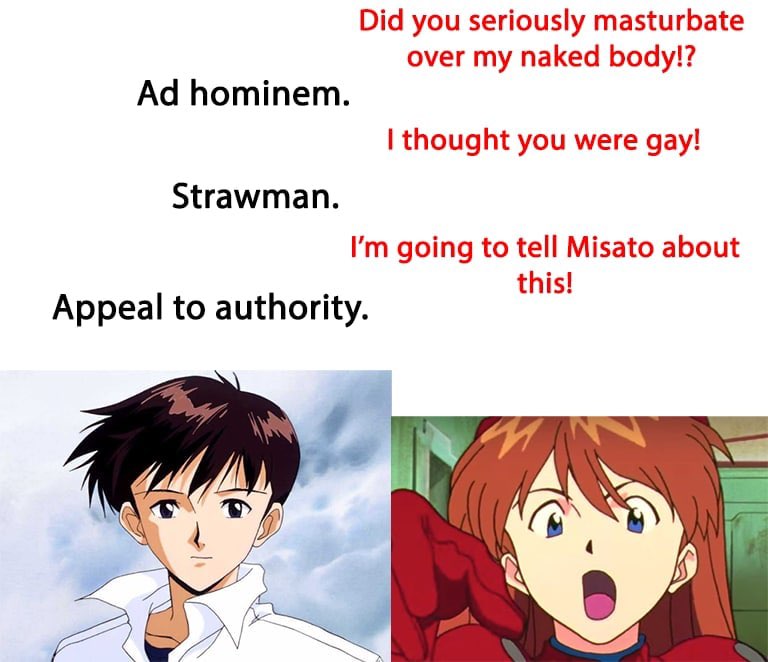 Did you seriously masturbate
over my naked body!?
Ad hominem.
I thought you were gay!
Strawman.
I'm going to tell Misato about
this!
Appeal to authority.